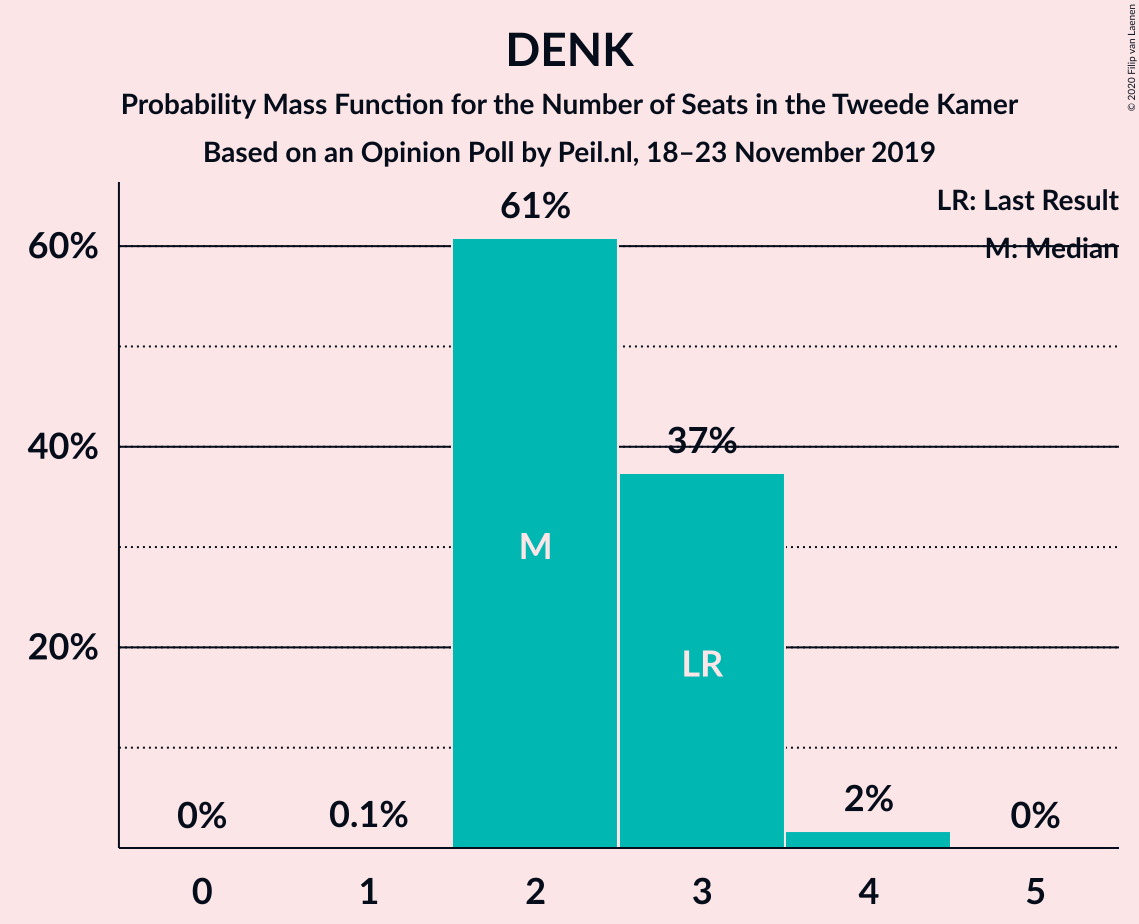 DENK
Probability Mass Function for the Number of Seats in the Tweede Kamer
Based on an Opinion Poll by Peil.nl, 18–23 November 2019
© 2020 Filip van Laenen
LR: Last Result
M: Median
60%
40%
20%
61%
37%
M
LR
0%
0.1%
2%
0%
0 1 2 3 4 5